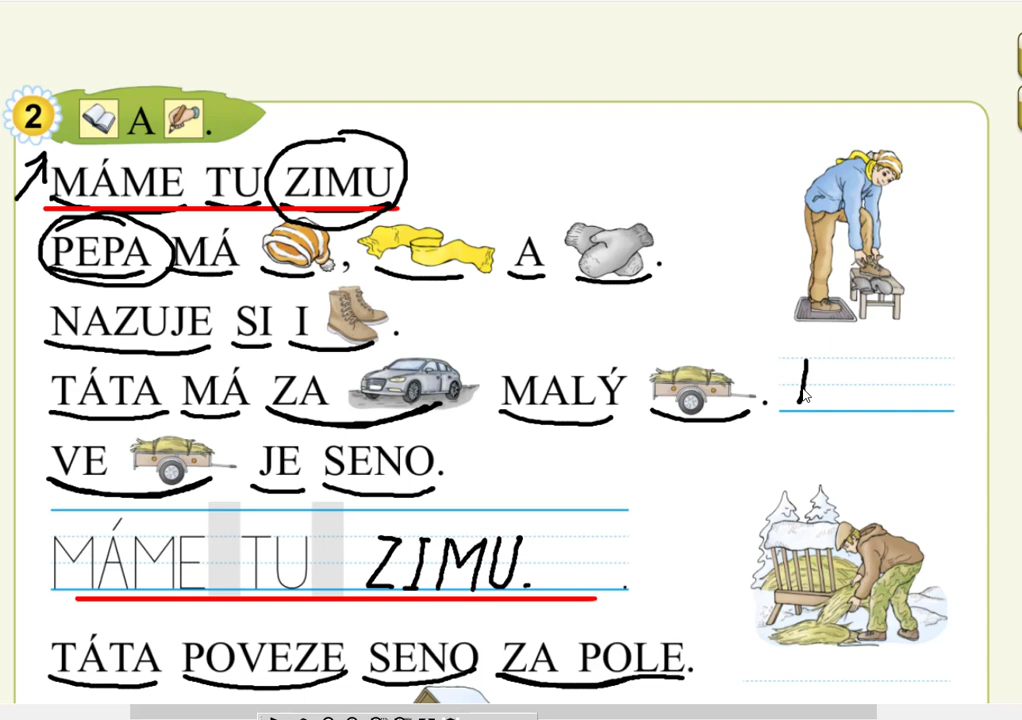 2 A .
MÁME TU ZIMU
PEPA MÁ , A .
NAZUJE SI I .
TÁTA MÁ ZA MALÝ .
VE JE SENO.
MÁME TU ZIMU. .
TÁTA POVEZE SENO ZA POLE.